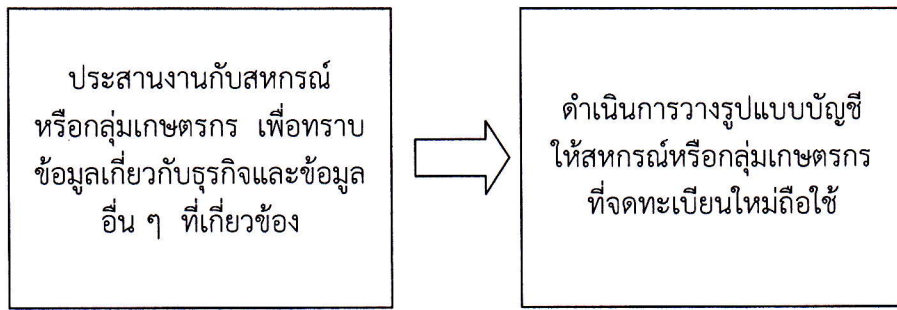 ประสานงานกับสหกรณ์
หรือกลุ่มเกษตรกร เพื่อทราบ
ข้อมูลเกี่ยวกับธุรกิจและข้อมูล
อื่น ๆ ที่เกี่ยวข้อง
ดำเนินการวางรูปแบบบัญชี
ให้สหกรณ์หรือกลุ่มเกษตรกร
ที่จดทะเบียนใหม่ถือใช้